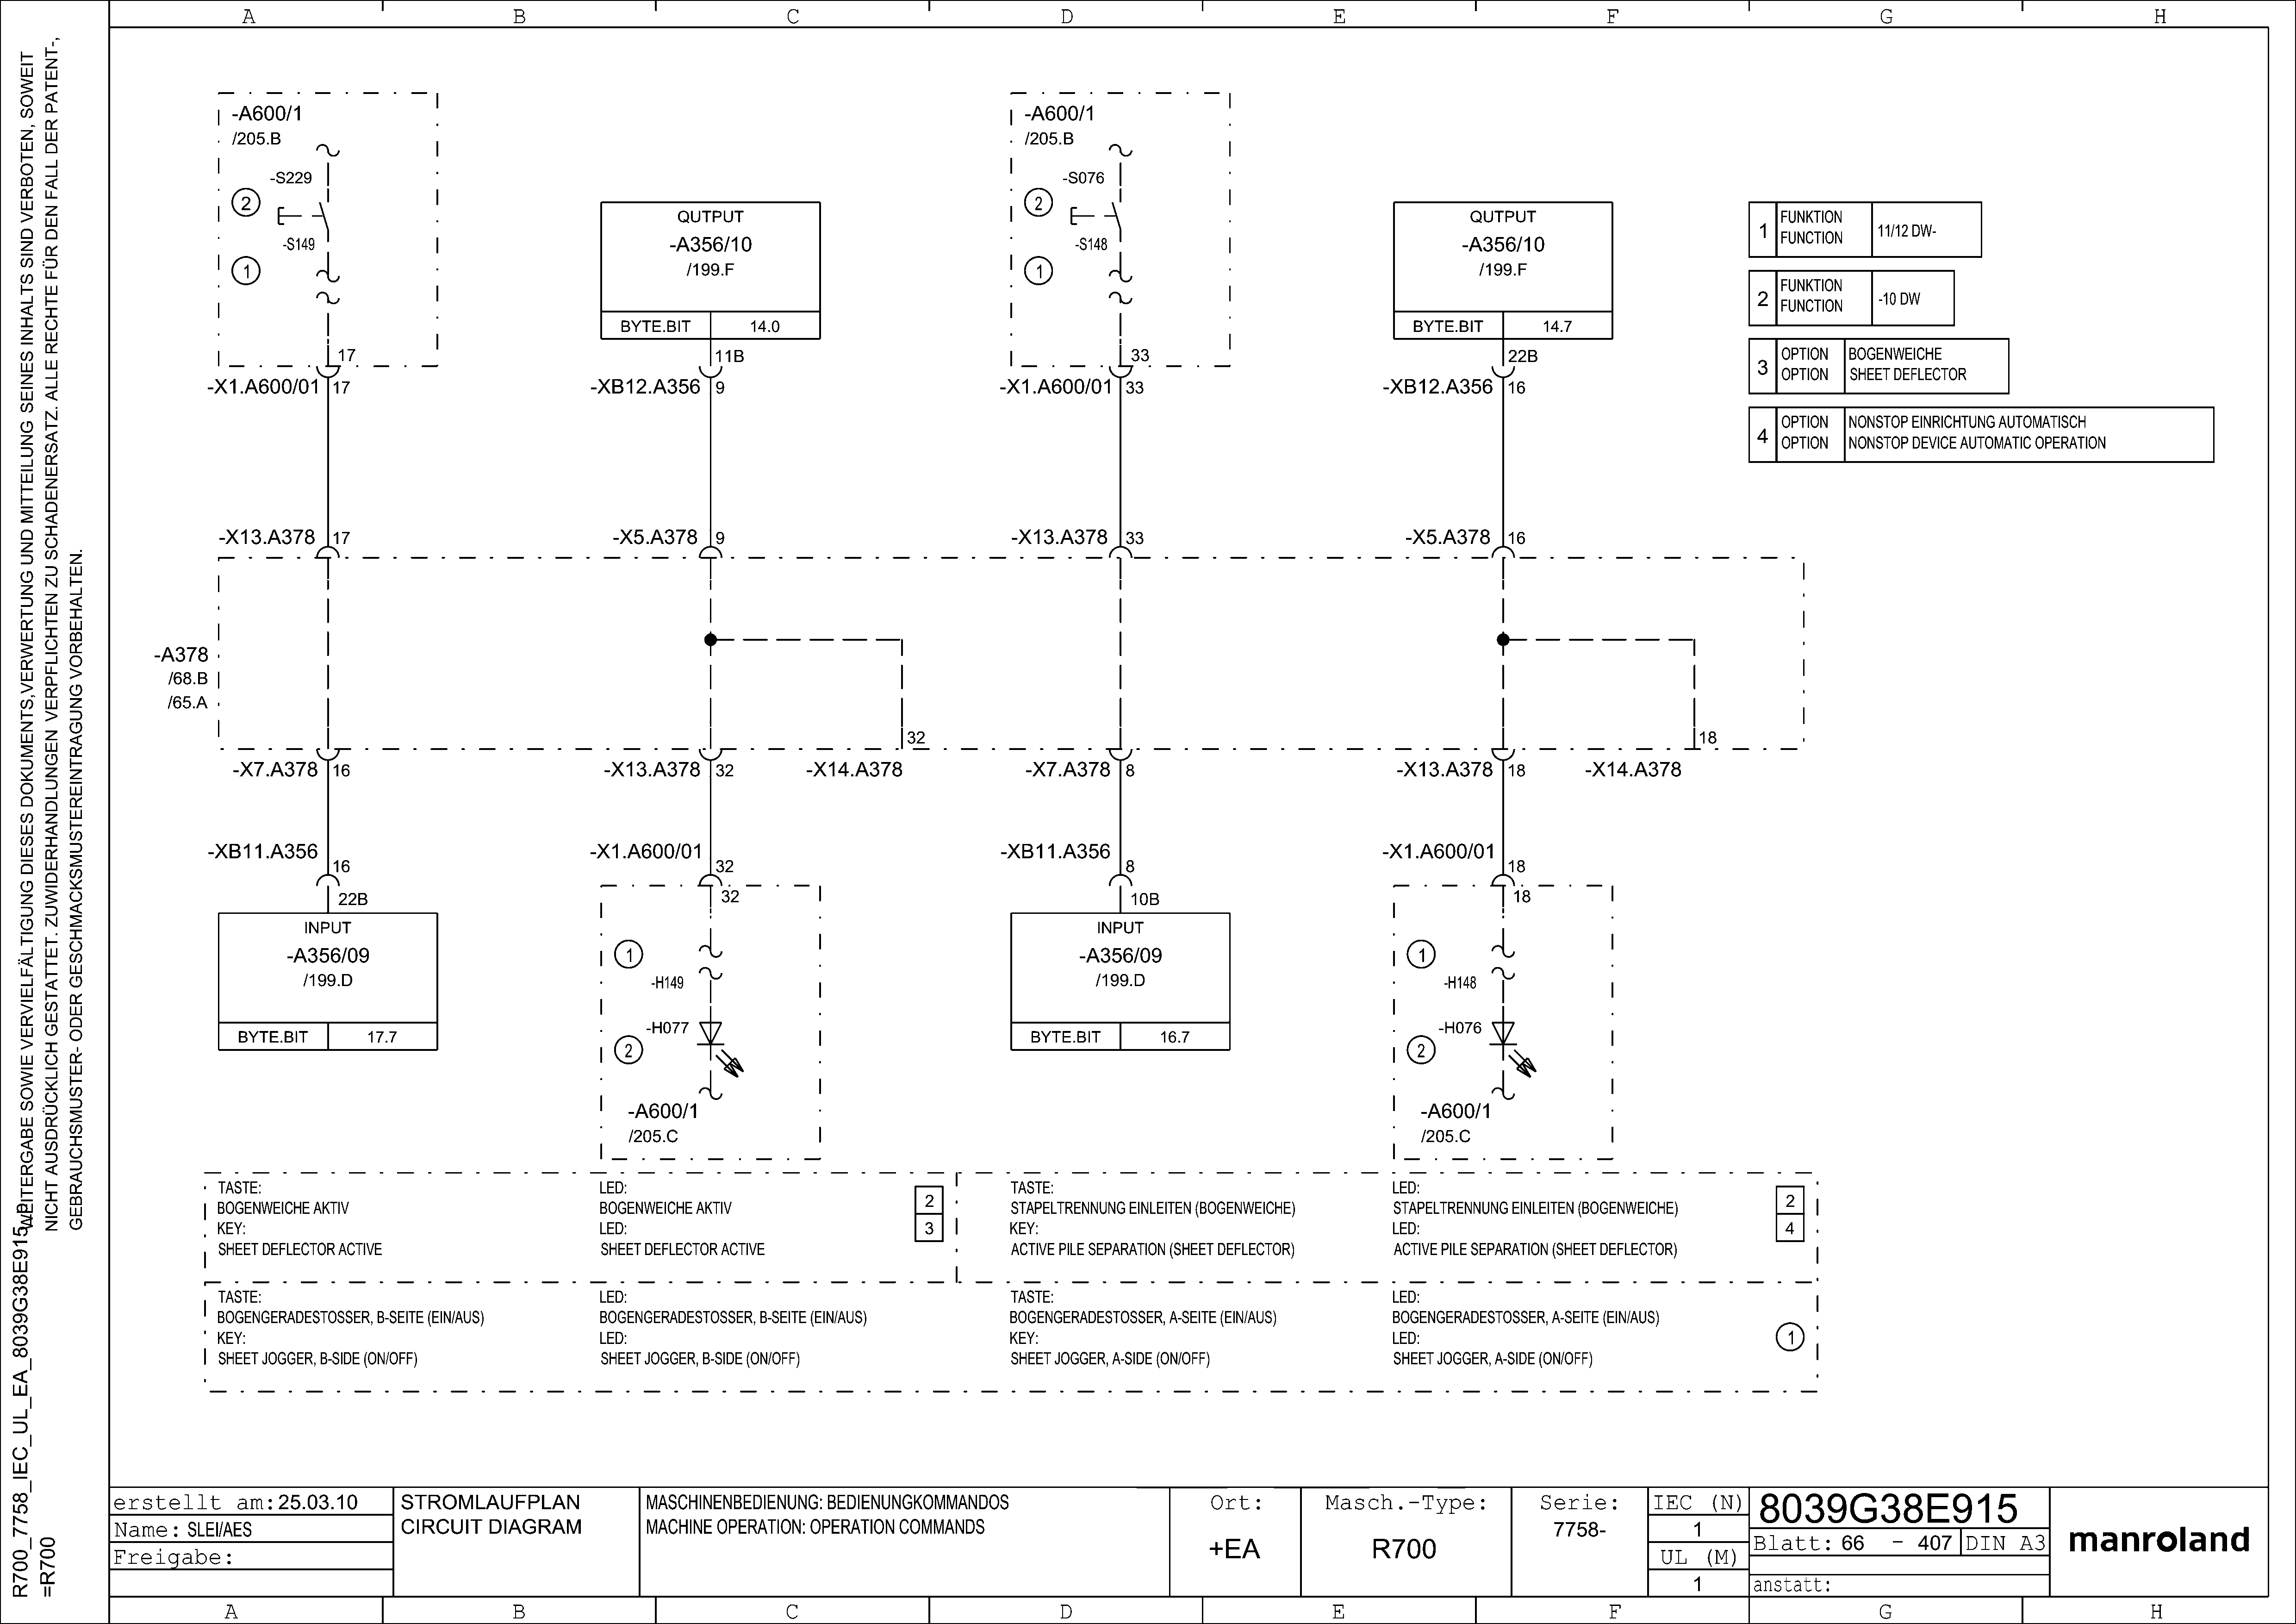 A B C D E F G H
WEITERGABE SOWIE VERVIELFÄLTIGUNG DIESES DOKUMENTS,VERWERTUNG UND MITTEILUNG SEINES INHALTS SIND VERBOTEN, SOWEIT
NICHT AUSDRÜCKLICH GESTATTET. ZUWIDERHANDLUNGEN VERPFLICHTEN ZU SCHADENERSATZ. ALLE RECHTE FÜR DEN FALL DER PATENT-,
GEBRAUCHSMUSTER- ODER GESCHMACKSMUSTEREINTRAGUNG VORBEHALTEN.
R700_7758_IEC_UL_EA_8039G38E915_D
=R700
-A600/1
/205.B
-S229
2
-S149
1
17
-X1.A600/01 17
QUTPUT
-A356/10
/199.F
BYTE.BIT 14.0
11B
-XB12.A356 9
-A600/1
/205.B
-S076
2
-S148
1
33
-X1.A600/01 33
QUTPUT
-A356/10
/199.F
BYTE.BIT 14.7
22B
-XB12.A356 16
1 FUNKTION 11/12 DW-
FUNCTION
2 FUNKTION -10 DW
FUNCTION
3 OPTION BOGENWEICHE
OPTION SHEET DEFLECTOR
4 OPTION NONSTOP EINRICHTUNG AUTOMATISCH
OPTION NONSTOP DEVICE AUTOMATIC OPERATION
-X13.A378 17 -X5.A378 9 -X13.A378 33 -X5.A378 16
-A378
/68.B
/65.A
32 18
-X7.A378 16 -X13.A378 32 -X14.A378 -X7.A378 8 -X13.A378 18 -X14.A378
-XB11.A356 16
22B
INPUT
-A356/09
/199.D
BYTE.BIT 17.7
-X1.A600/01 32
32
1
-H149
-H077
2
-A600/1
/205.C
-XB11.A356 8
10B
INPUT
-A356/09
/199.D
BYTE.BIT 16.7
-X1.A600/01 18
18
1
-H148
-H076
2
-A600/1
/205.C
TASTE:
BOGENWEICHE AKTIV
KEY:
SHEET DEFLECTOR ACTIVE
LED:
BOGENWEICHE AKTIV
LED:
SHEET DEFLECTOR ACTIVE
2
3
TASTE:
STAPELTRENNUNG EINLEITEN (BOGENWEICHE)
KEY:
ACTIVE PILE SEPARATION (SHEET DEFLECTOR)
LED:
STAPELTRENNUNG EINLEITEN (BOGENWEICHE)
LED:
ACTIVE PILE SEPARATION (SHEET DEFLECTOR)
2
4
TASTE:
BOGENGERADESTOSSER, B-SEITE (EIN/AUS)
KEY:
SHEET JOGGER, B-SIDE (ON/OFF)
LED:
BOGENGERADESTOSSER, B-SEITE (EIN/AUS)
LED:
SHEET JOGGER, B-SIDE (ON/OFF)
TASTE:
BOGENGERADESTOSSER, A-SEITE (EIN/AUS)
KEY:
SHEET JOGGER, A-SIDE (ON/OFF)
LED:
BOGENGERADESTOSSER, A-SEITE (EIN/AUS)
LED:
SHEET JOGGER, A-SIDE (ON/OFF)
1
erstellt am: 25.03.10
Name: SLEI/AES
Freigabe:
STROMLAUFPLAN
CIRCUIT DIAGRAM
MASCHINENBEDIENUNG: BEDIENUNGKOMMANDOS
MACHINE OPERATION: OPERATION COMMANDS
Ort:
+EA
Masch.-Type:
R700
Serie:
7758-
IEC (N)
1
UL (M)
1
8039G38E915
Blatt: 66 - 407 DIN A3
anstatt:
manroland
A B C D E F G H